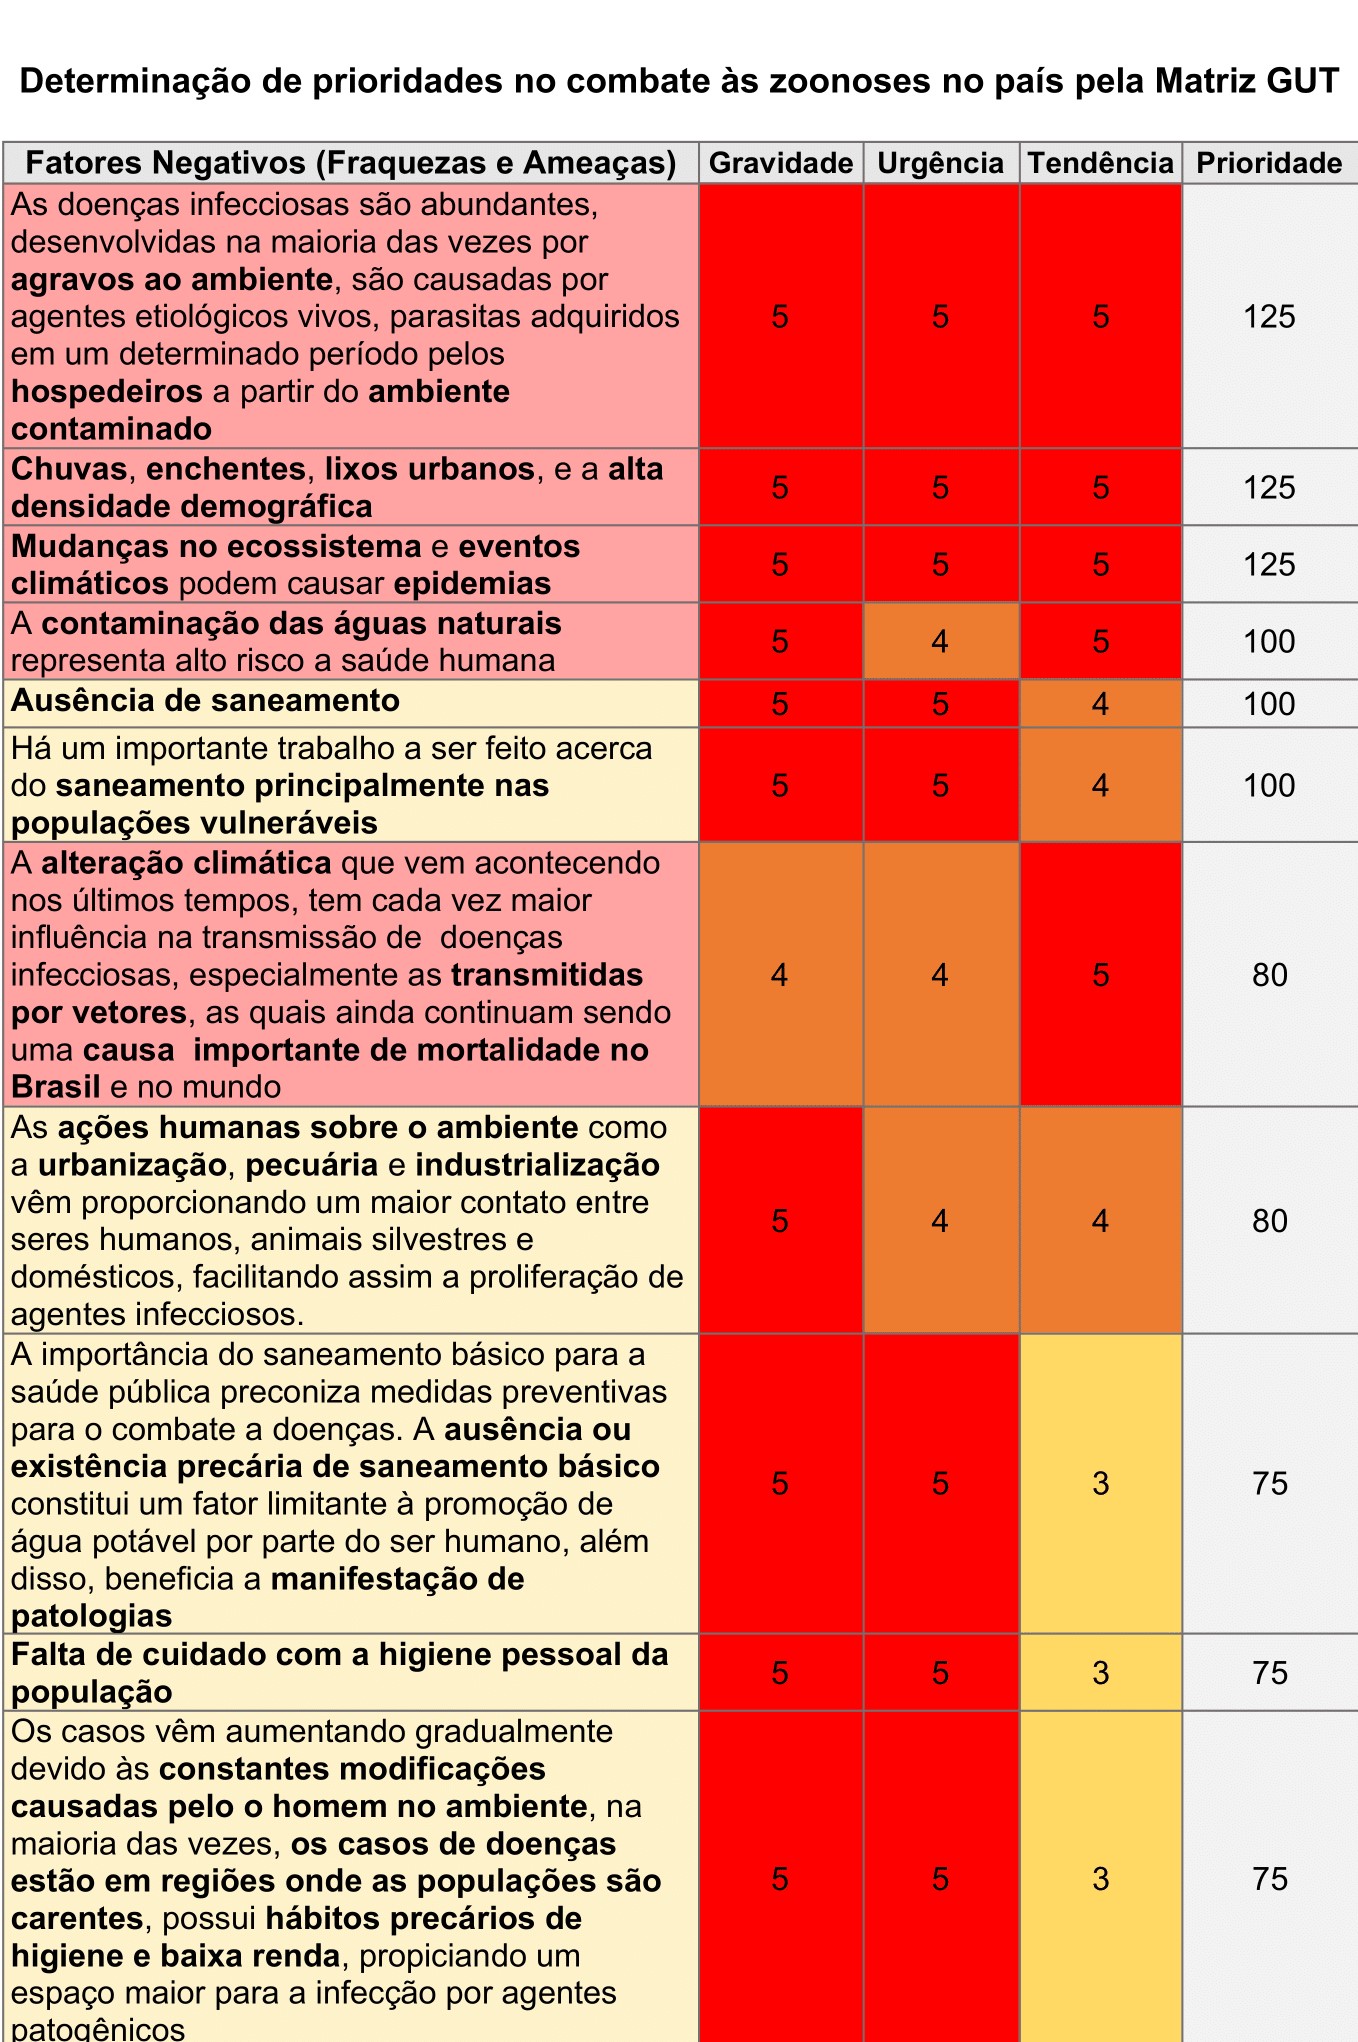 Determinação de prioridades no combate às zoonoses no país pela Matriz GUT
Fatores Negativos (Fraquezas e Ameaças) Gravidade Urgência Tendência Prioridade
As doenças infecciosas são abundantes,
desenvolvidas na maioria das vezes por
agravos ao ambiente, são causadas por
agentes etiológicos vivos, parasitas adquiridos
em um determinado período pelos
hospedeiros a partir do ambiente
contaminado
5 5 5 125
Chuvas, enchentes, lixos urbanos, e a alta
densidade demográfica
5 5 5 125
Mudanças no ecossistema e eventos
climáticos podem causar epidemias
5 5 5 125
A contaminação das águas naturais
representa alto risco a saúde humana
5 4 5 100
Ausência de saneamento
5 5 4 100
Há um importante trabalho a ser feito acerca
do saneamento principalmente nas
populações vulneráveis
5 5 4 100
A alteração climática que vem acontecendo
nos últimos tempos, tem cada vez maior
influência na transmissão de  doenças
infecciosas, especialmente as transmitidas
por vetores, as quais ainda continuam sendo
uma causa  importante de mortalidade no
Brasil e no mundo
4 4 5 80
As ações humanas sobre o ambiente como
a urbanização, pecuária e industrialização
vêm proporcionando um maior contato entre
seres humanos, animais silvestres e
domésticos, facilitando assim a proliferação de
agentes infecciosos.
5 4 4 80
A importância do saneamento básico para a
saúde pública preconiza medidas preventivas
para o combate a doenças. A ausência ou
existência precária de saneamento básico
constitui um fator limitante à promoção de
água potável por parte do ser humano, além
disso, beneficia a manifestação de
patologias
5 5 3 75
Falta de cuidado com a higiene pessoal da
população
5 5 3 75
Os casos vêm aumentando gradualmente
devido às constantes modificações
causadas pelo o homem no ambiente, na
maioria das vezes, os casos de doenças
estão em regiões onde as populações são
carentes, possui hábitos precários de
higiene e baixa renda, propiciando um
espaço maior para a infecção por agentes
patogênicos
5 5 3 75